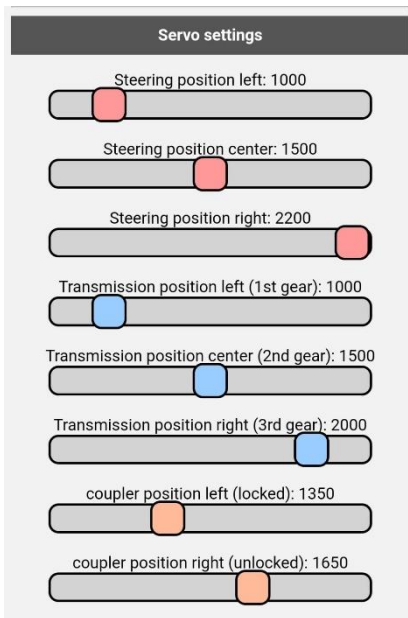 Servo settings
Steering position left: 1000
Steering position center: 1500
Steering position right: 2200
Transmission position left (1st gear): 1000
Transmission position center (2nd gear): 1500
Transmission position right (3rd gear): 2000
coupler position left (locked): 1350
coupler position right (unlocked): 1650